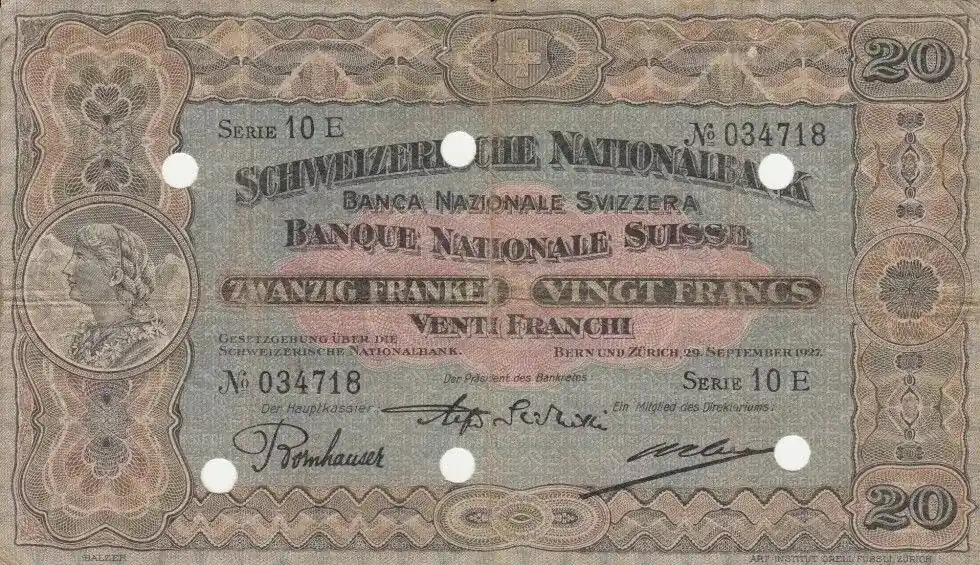 20
SERIE 10 E
№ 034718
SCHWEIZERISCHE NATIONALBANK
BANCA NAZIONALE SVIZZERA
BANQUE NATIONALE SUISSE
ZWANZIG FRANKEN VINGT FRANCS
VENTI FRANCHI
GESETZGEBUNG ÜBER DIE
SCHWEIZERISCHE NATIONALBANK.
BERN UND ZÜRICH, 29. SEPTEMBER 1927.
№ 034718
Der Präsident des Bankrates:
SERIE 10 E
Der Hauptkassier:
Ein Mitglied des Direktoriums:
Bornhauser
20
BALZER
ART. INSTITUT ORELL FÜSSLI, ZÜRICH